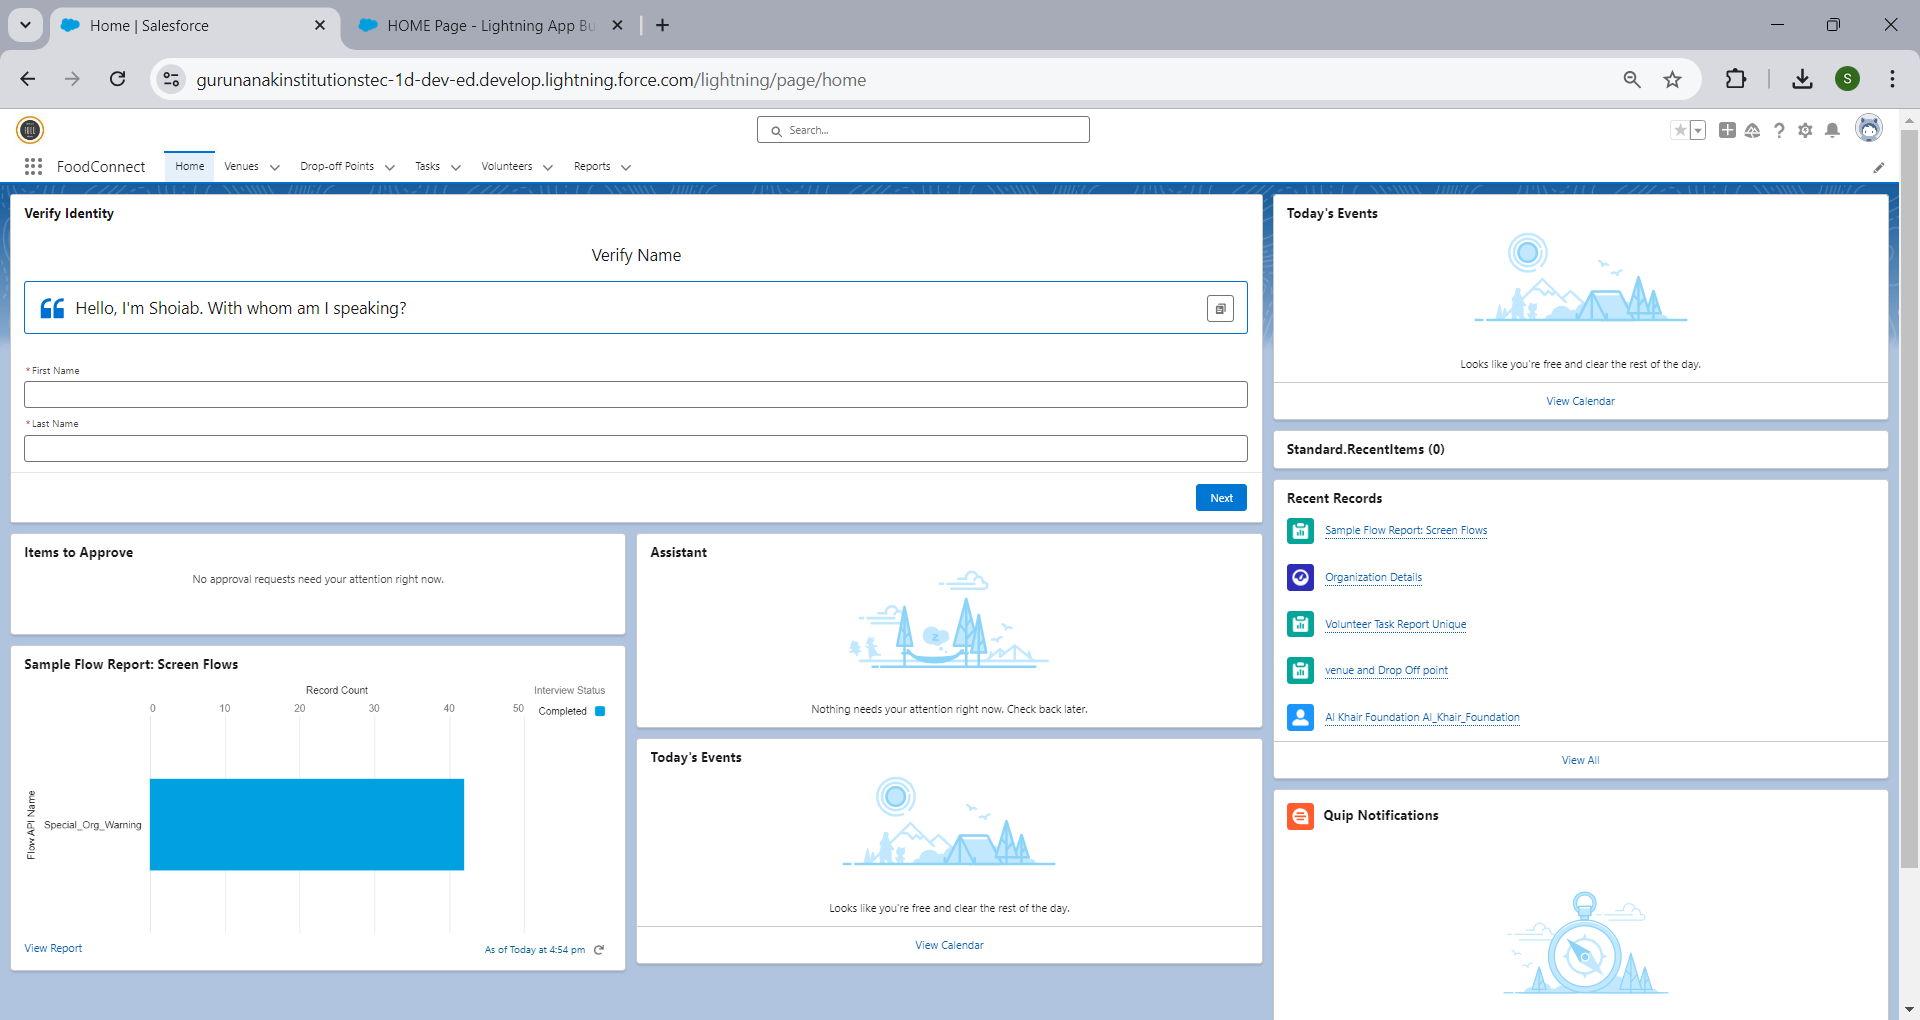 Home | Salesforce
HOME Page - Lightning App Bu
gurunanakinstitutionstec-1d-dev-ed.develop.lightning.force.com/lightning/page/home
S
Search...
FoodConnect
Home
Venues
Drop-off Points
Tasks
Volunteers
Reports
Verify Identity
Verify Name
Hello, I'm Shoiab. With whom am I speaking?
* First Name
* Last Name
Next
Items to Approve
No approval requests need your attention right now.
Sample Flow Report: Screen Flows
Record Count
Interview Status
0 10 20 30 40 50
Completed
Flow API Name
Special_Org_Warning
View Report
As of Today at 4:54 pm
Assistant
Nothing needs your attention right now. Check back later.
Today's Events
Looks like you're free and clear the rest of the day.
View Calendar
Today's Events
Looks like you're free and clear the rest of the day.
View Calendar
Standard.RecentItems (0)
Recent Records
Sample Flow Report: Screen Flows
Organization Details
Volunteer Task Report Unique
venue and Drop Off point
Al Khair Foundation Al_Khair_Foundation
View All
Quip Notifications